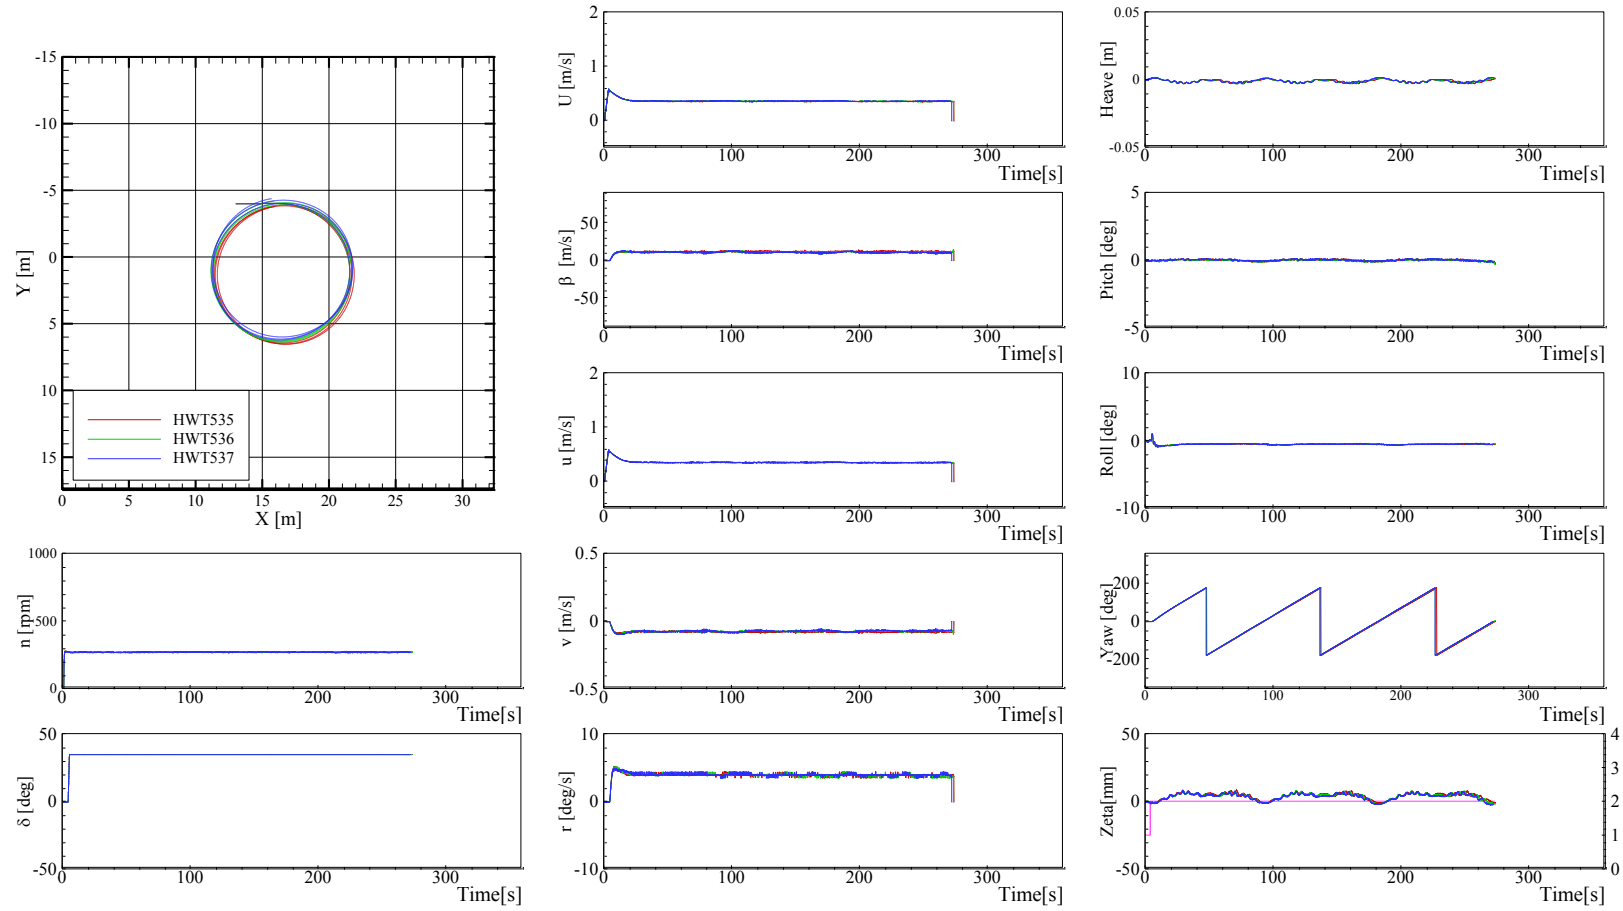 -15
-10
-5
0
5
10
15
Y [m]
HWT535
HWT536
HWT537
0 5 10 15 20 25 30
X [m]
2
1
0
U [m/s]
0 100 200 300
Time[s]
0.05
0
-0.05
Heave [m]
0 100 200 300
Time[s]
50
0
-50
β [m/s]
0 100 200 300
Time[s]
5
0
-5
Pitch [deg]
0 100 200 300
Time[s]
2
1
0
u [m/s]
0 100 200 300
Time[s]
10
0
-10
Roll [deg]
0 100 200 300
Time[s]
1000
500
0
n [rpm]
0 100 200 300
Time[s]
0.5
0
-0.5
v [m/s]
0 100 200 300
Time[s]
200
0
-200
Yaw [deg]
0 100 200 300
Time[s]
50
0
-50
δ [deg]
0 100 200 300
Time[s]
10
0
-10
r [deg/s]
0 100 200 300
Time[s]
50
0
-50
Zeta[mm]
4
3
2
1
0
0 100 200 300
Time[s]